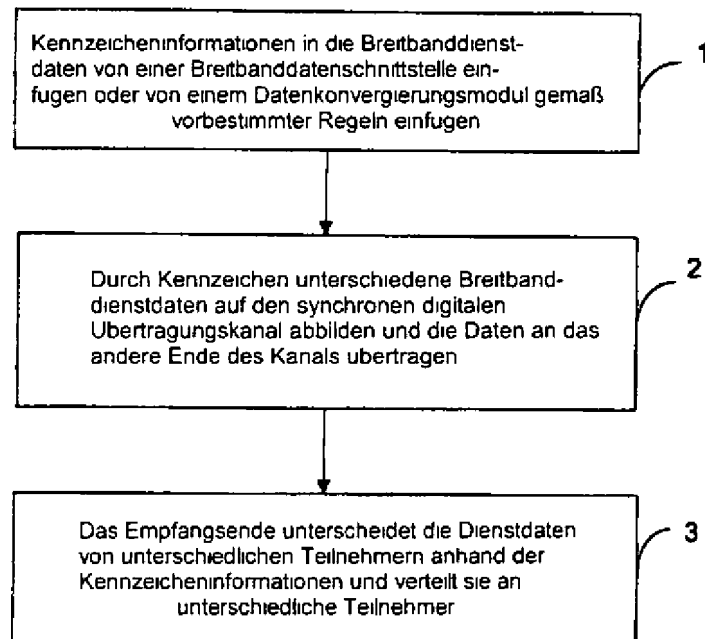 Kennzeicheninformationen in die Breitbanddienst-
daten von einer Breitbanddatenschnittstelle ein-
fugen oder von einem Datenkonvergierungsmodul gemaß
vorbestimmter Regeln einfugen
1
Durch Kennzeichen unterschiedene Breitband-
dienstdaten auf den synchronen digitalen
Ubertragungskanal abbilden und die Daten an das
andere Ende des Kanals ubertragen
2
Das Empfangsende unterscheidet die Dienstdaten
von unterschiedlichen Teilnehmern anhand der
Kennzeicheninformationen und verteilt sie an
unterschiedliche Teilnehmer
3